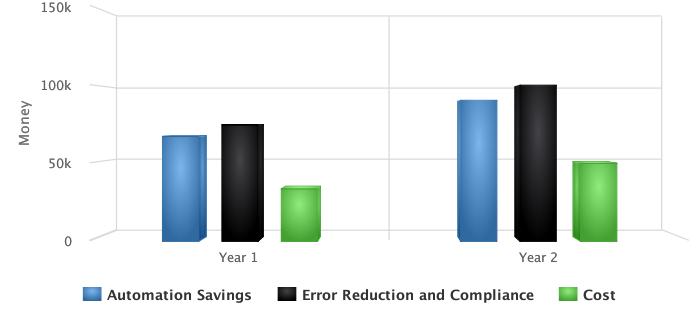 150k
100k
50k
0
Money
Year 1
Year 2
Automation Savings
Error Reduction and Compliance
Cost